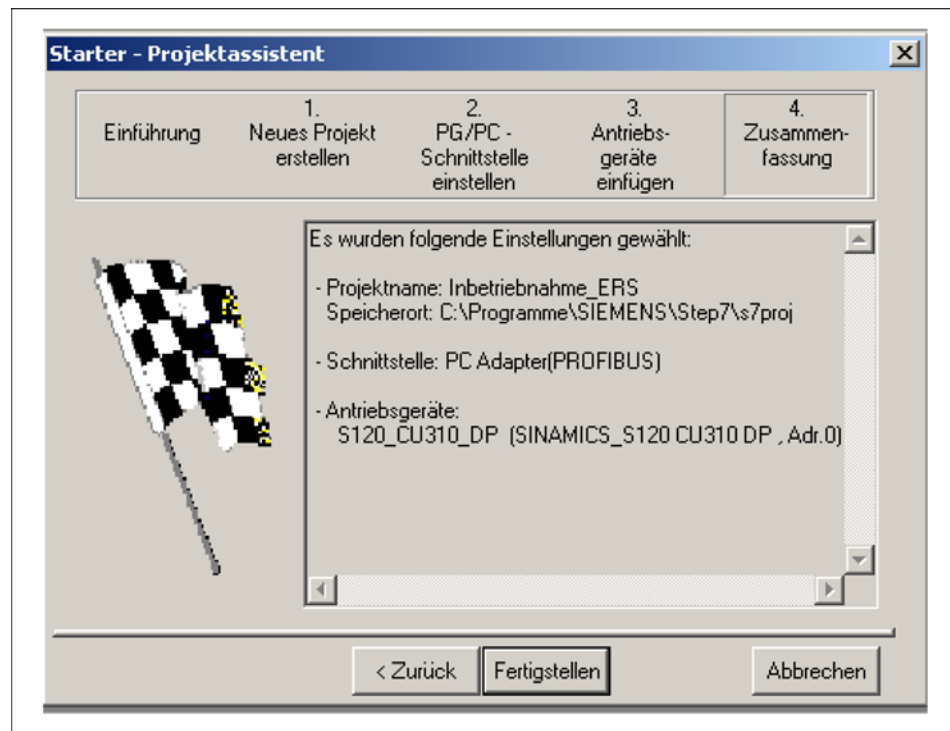 Starter - Projektassistent
Einführung
1.
Neues Projekt
erstellen
2.
PG/PC -
Schnittstelle
einstellen
3.
Antriebs-
geräte
einfügen
4.
Zusammen-
fassung
Es wurden folgende Einstellungen gewählt:
- Projektname: Inbetriebnahme_ERS
Speicherort: C:\Programme\SIEMENS\Step7\s7proj
- Schnittstelle: PC Adapter(PROFIBUS)
- Antriebsgeräte:
S120_CU310_DP (SINAMICS_S120 CU310 DP , Adr.0)
< Zurück
Fertigstellen
Abbrechen